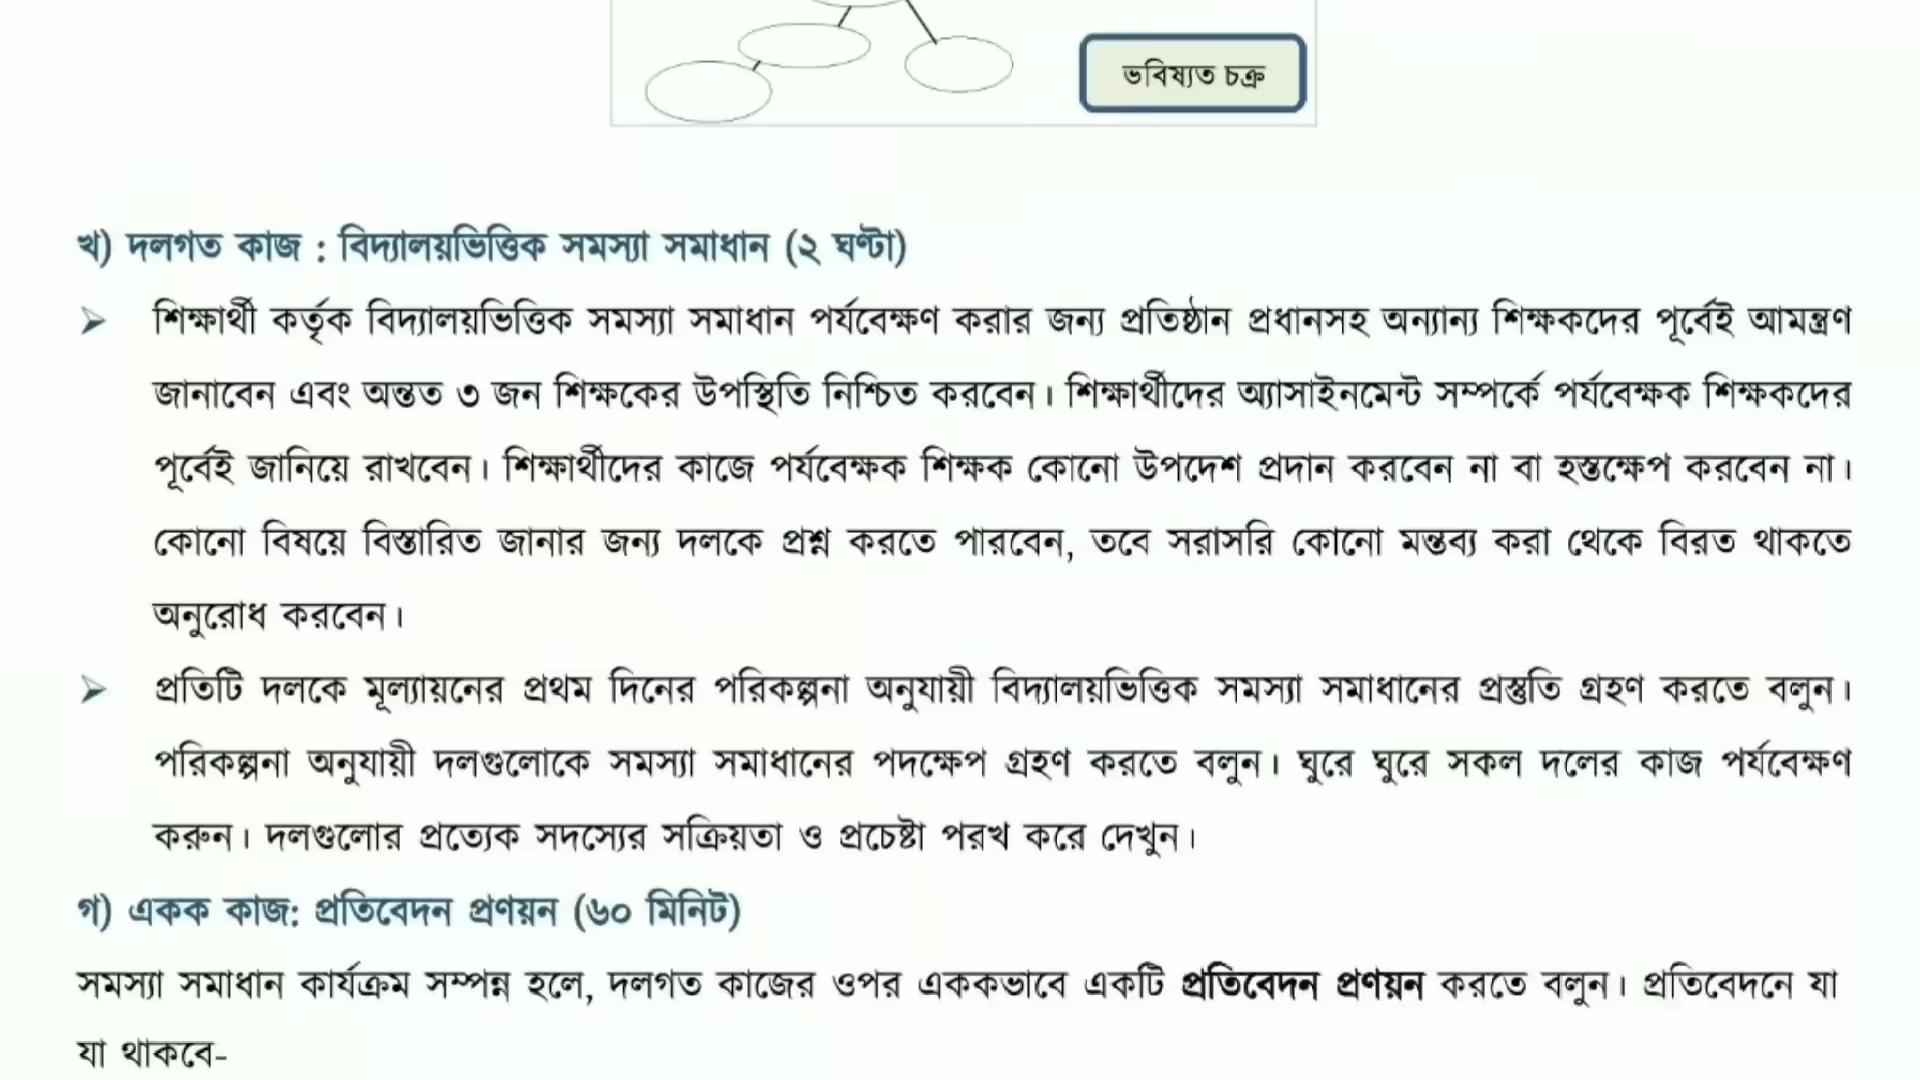 ভবিষ্যত চক্র
খ) দলগত কাজ : বিদ্যালয়ভিত্তিক সমস্যা সমাধান (২ ঘণ্টা)
➢ শিক্ষার্থী কর্তৃক বিদ্যালয়ভিত্তিক সমস্যা সমাধান পর্যবেক্ষণ করার জন্য প্রতিষ্ঠান প্রধানসহ অন্যান্য শিক্ষকদের পূর্বেই আমন্ত্রণ
জানাবেন এবং অন্তত ৩ জন শিক্ষকের উপস্থিতি নিশ্চিত করবেন। শিক্ষার্থীদের অ্যাসাইনমেন্ট সম্পর্কে পর্যবেক্ষক শিক্ষকদের
পূর্বেই জানিয়ে রাখবেন। শিক্ষার্থীদের কাজে পর্যবেক্ষক শিক্ষক কোনো উপদেশ প্রদান করবেন না বা হস্তক্ষেপ করবেন না।
কোনো বিষয়ে বিস্তারিত জানার জন্য দলকে প্রশ্ন করতে পারবেন, তবে সরাসরি কোনো মন্তব্য করা থেকে বিরত থাকতে
অনুরোধ করবেন।
➢ প্রতিটি দলকে মূল্যায়নের প্রথম দিনের পরিকল্পনা অনুযায়ী বিদ্যালয়ভিত্তিক সমস্যা সমাধানের প্রস্তুতি গ্রহণ করতে বলুন।
পরিকল্পনা অনুযায়ী দলগুলোকে সমস্যা সমাধানের পদক্ষেপ গ্রহণ করতে বলুন। ঘুরে ঘুরে সকল দলের কাজ পর্যবেক্ষণ
করুন। দলগুলোর প্রত্যেক সদস্যের সক্রিয়তা ও প্রচেষ্টা পরখ করে দেখুন।
গ) একক কাজ: প্রতিবেদন প্রণয়ন (৬০ মিনিট)
সমস্যা সমাধান কার্যক্রম সম্পন্ন হলে, দলগত কাজের ওপর এককভাবে একটি প্রতিবেদন প্রণয়ন করতে বলুন। প্রতিবেদনে যা
যা থাকবে-